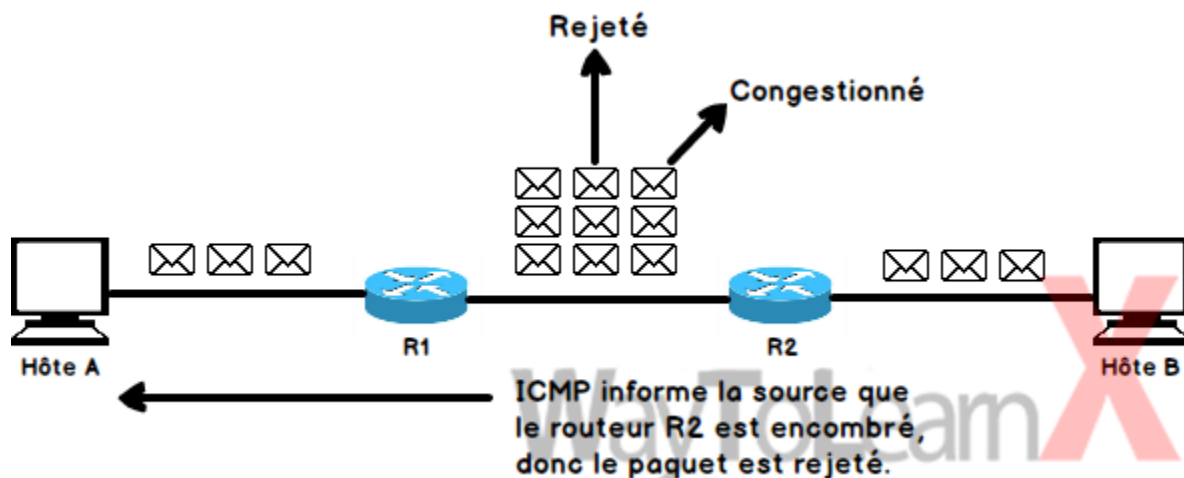 Rejeté
Congestionné
Hôte A
R1
R2
Hôte B
ICMP informe la source que
le routeur R2 est encombré,
donc le paquet est rejeté.
WayToLearnX